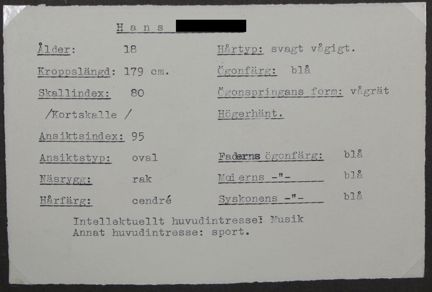 Hans
Ålder: 18 Hårtyp: svagt vågigt.
Kroppslängd: 179 cm. Ögonfärg: blå
Skallindex: 80 Ögonspringans form: vågrät
/Kortskalle / Högerhänt.
Ansiktsindex: 95
Ansiktstyp: oval Faderns ögonfärg: blå
Näsrygg: rak Moderns -"- blå
Hårfärg: cendré Syskonens -"- blå
Intellektuellt huvudintresse: Musik
Annat huvudintresse: sport.